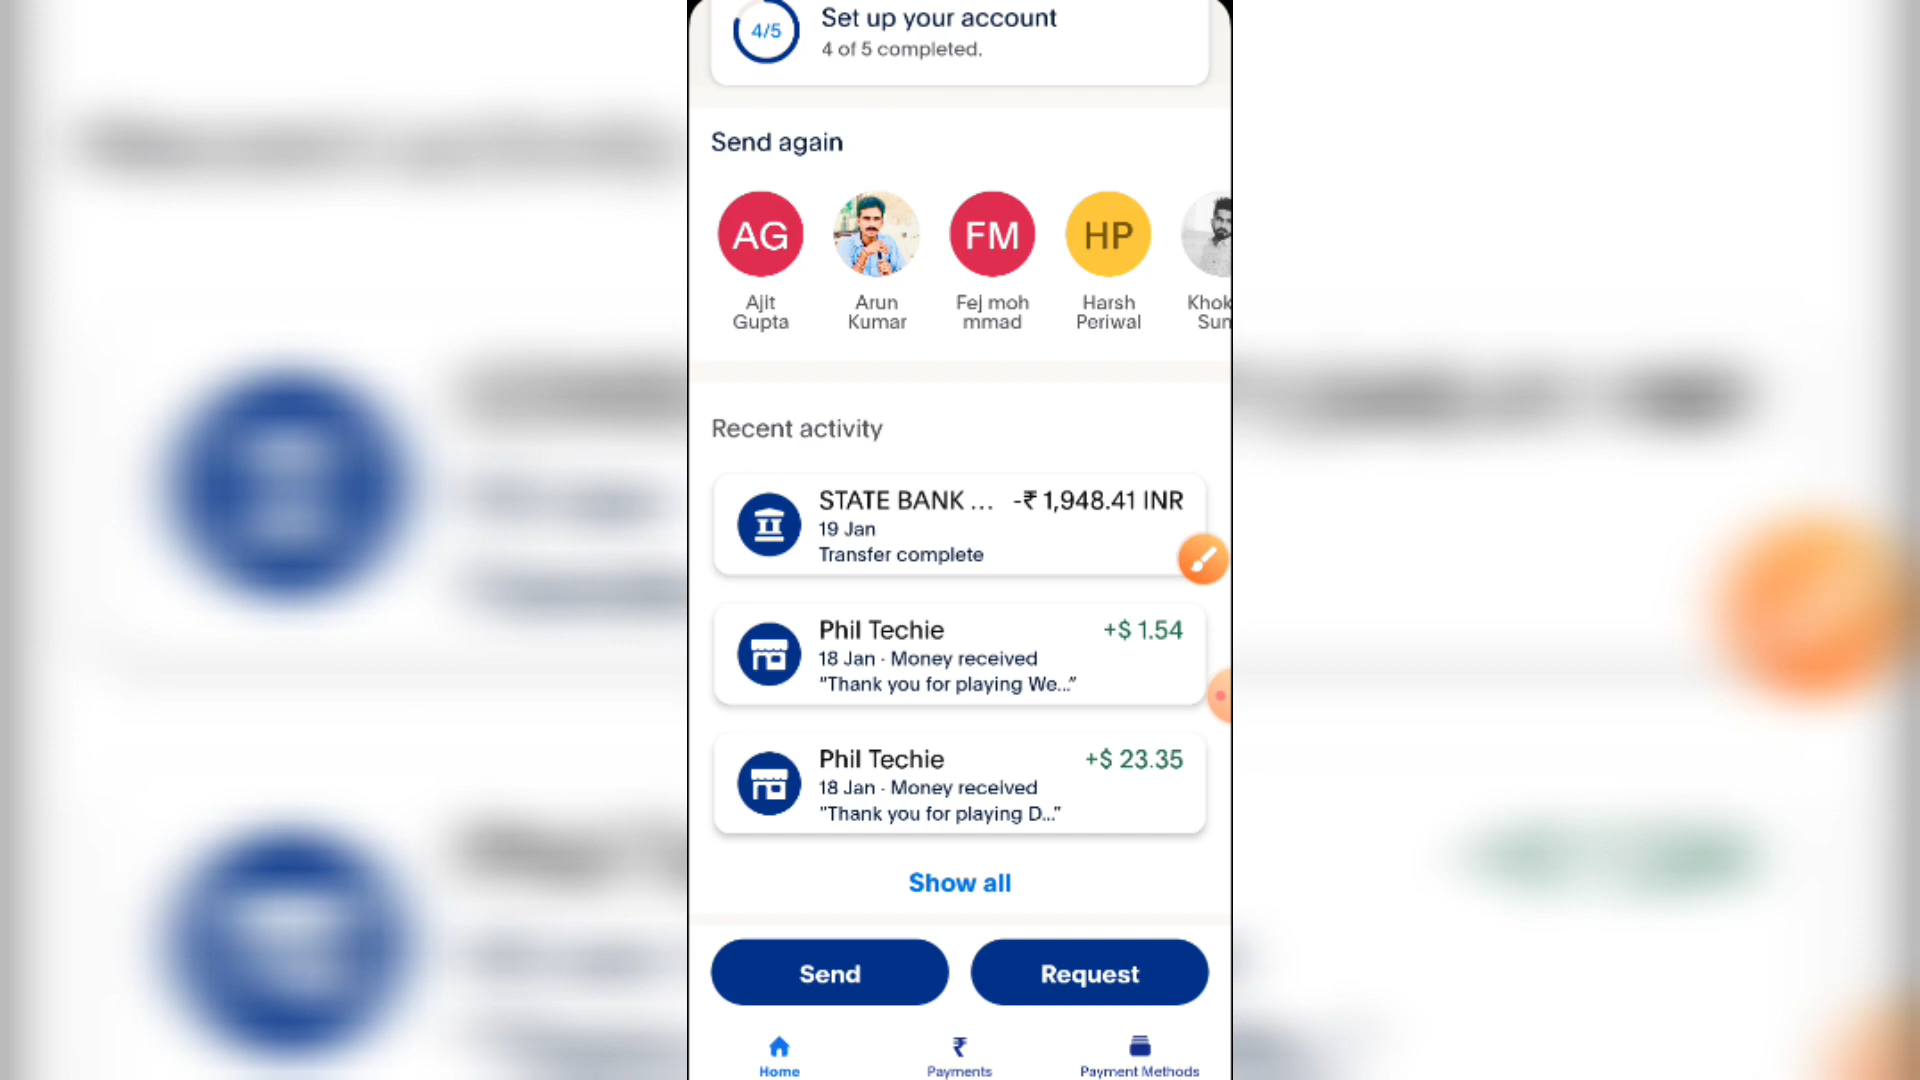 4/5
Set up your account
4 of 5 completed.
Send again
AG
FM
HP
Ajit
Gupta
Arun
Kumar
Fej moh
mmad
Harsh
Periwal
Khok
Sun
Recent activity
STATE BANK ... -₹ 1,948.41 INR
19 Jan
Transfer complete
Phil Techie +$ 1.54
18 Jan · Money received
"Thank you for playing We..."
Phil Techie +$ 23.35
18 Jan · Money received
"Thank you for playing D..."
Show all
Send
Request
Home
₹
Payments
Payment Methods